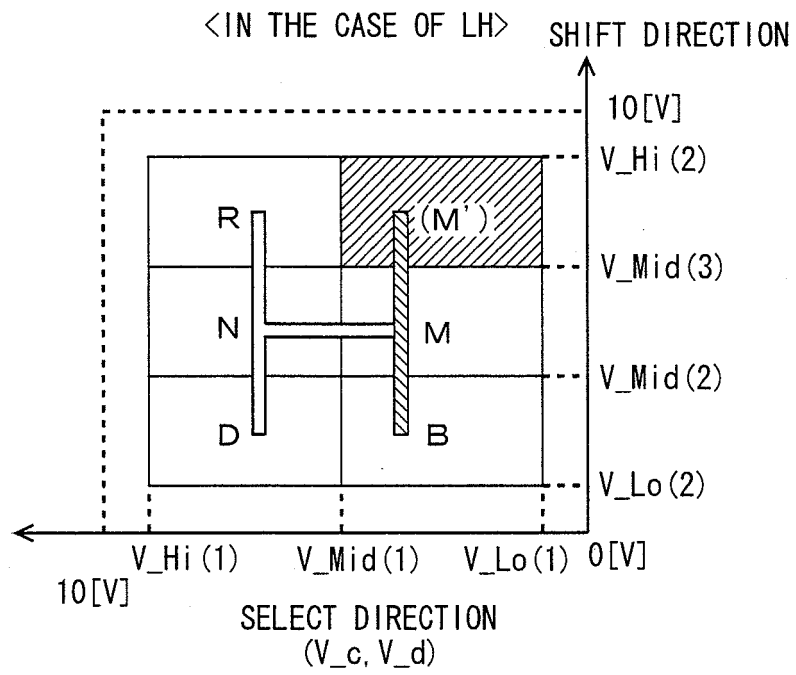 <IN THE CASE OF LH>
SHIFT DIRECTION
10[V]
V_Hi(2)
R
(M')
V_Mid(3)
N
M
V_Mid(2)
D
B
V_Lo(2)
V_Hi(1)
V_Mid(1)
V_Lo(1)
0[V]
10[V]
SELECT DIRECTION
(V_c, V_d)